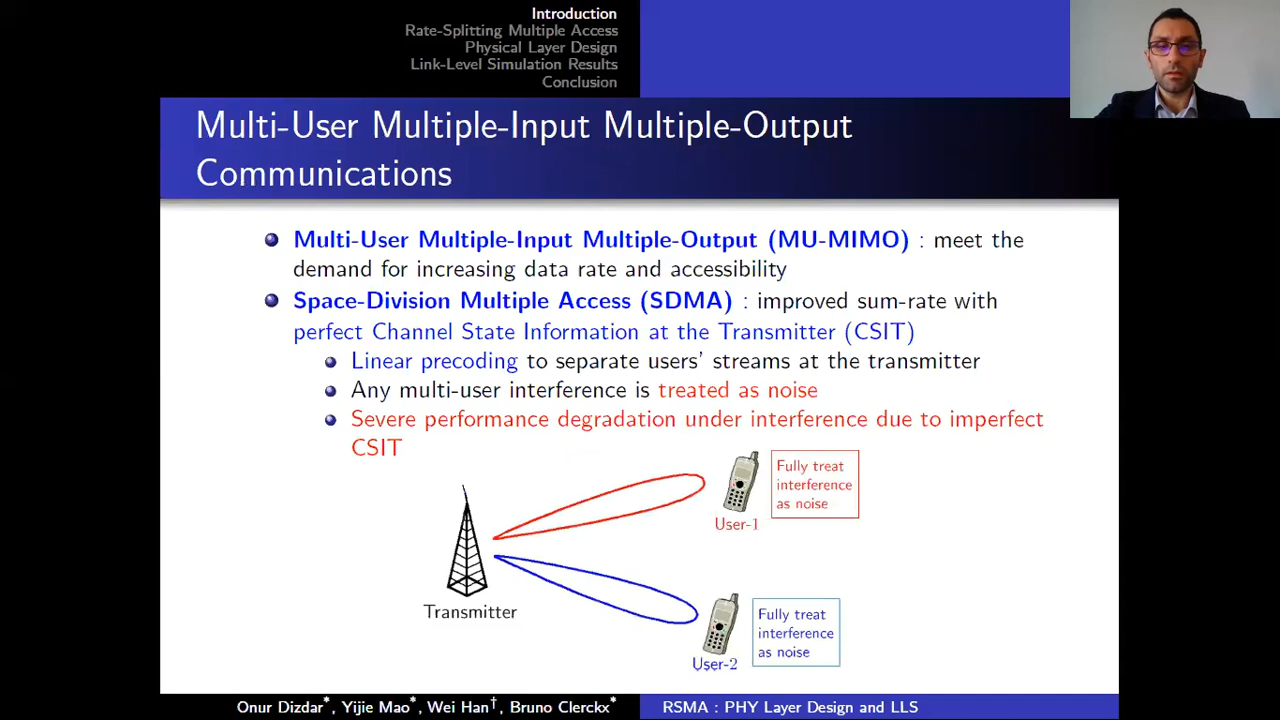 Introduction
Rate-Splitting Multiple Access
Physical Layer Design
Link-Level Simulation Results
Conclusion
Multi-User Multiple-Input Multiple-Output
Communications
Multi-User Multiple-Input Multiple-Output (MU-MIMO) : meet the
demand for increasing data rate and accessibility
Space-Division Multiple Access (SDMA) : improved sum-rate with
perfect Channel State Information at the Transmitter (CSIT)
Linear precoding to separate users' streams at the transmitter
Any multi-user interference is treated as noise
Severe performance degradation under interference due to imperfect
CSIT
Fully treat
interference
as noise
User-1
Transmitter
Fully treat
interference
as noise
User-2
Onur Dizdar*, Yijie Mao*, Wei Han†, Bruno Clerckx*
RSMA : PHY Layer Design and LLS